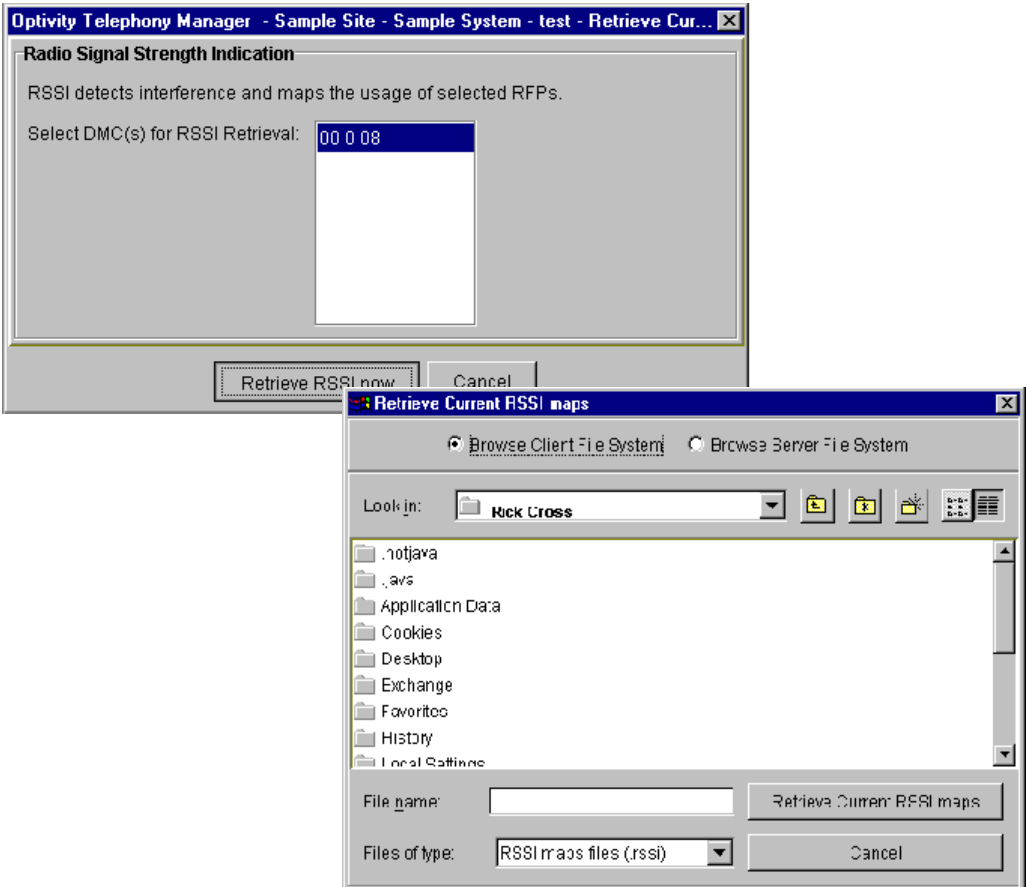 Optivity Telephony Manager - Sample Site - Sample System - test - Retrieve Cur...
Radio Signal Strength Indication
RSSI detects interference and maps the usage of selected RFPs.
Select DMC(s) for RSSI Retrieval:
00 0 08
Retrieve RSSI now
Cancel
Retrieve Current RSSI maps
Browse Client File System
Browse Server File System
Look in:
Rick Cross
.hotjava
.java
Application Data
Cookies
Desktop
Exchange
Favorites
History
Local Settings
File name:
Retrieve Current RSSI maps
Files of type:
RSSI maps files (.rssi)
Cancel